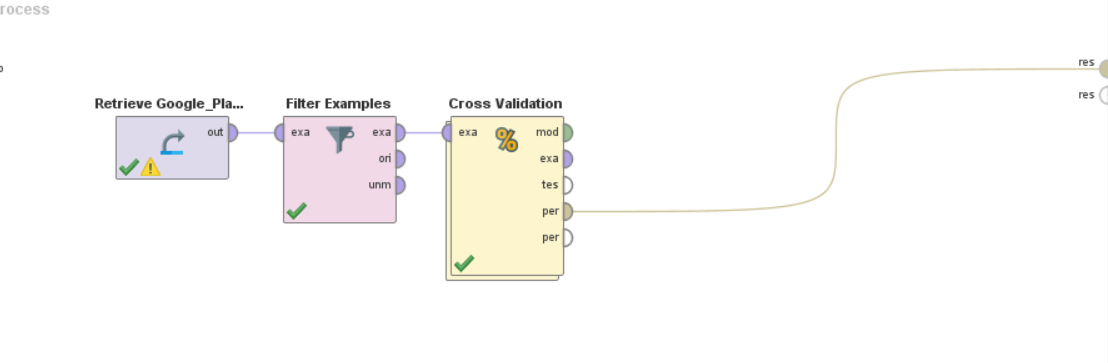 rocess
res
res
Retrieve Google_Pla...
out
Filter Examples
exa
exa
ori
unm
Cross Validation
exa
mod
exa
tes
per
per
%